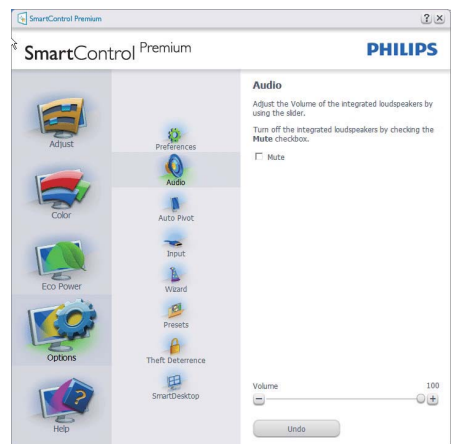 SmartControl Premium
SmartControl Premium
PHILIPS
Adjust
Color
Eco Power
Options
Help
Preferences
Audio
Auto Pivot
Input
Wizard
Presets
Theft Deterrence
SmartDesktop
Audio
Adjust the Volume of the integrated loudspeakers by
using the slider.
Turn off the integrated loudspeakers by checking the
Mute checkbox.
Mute
Volume 100
Undo